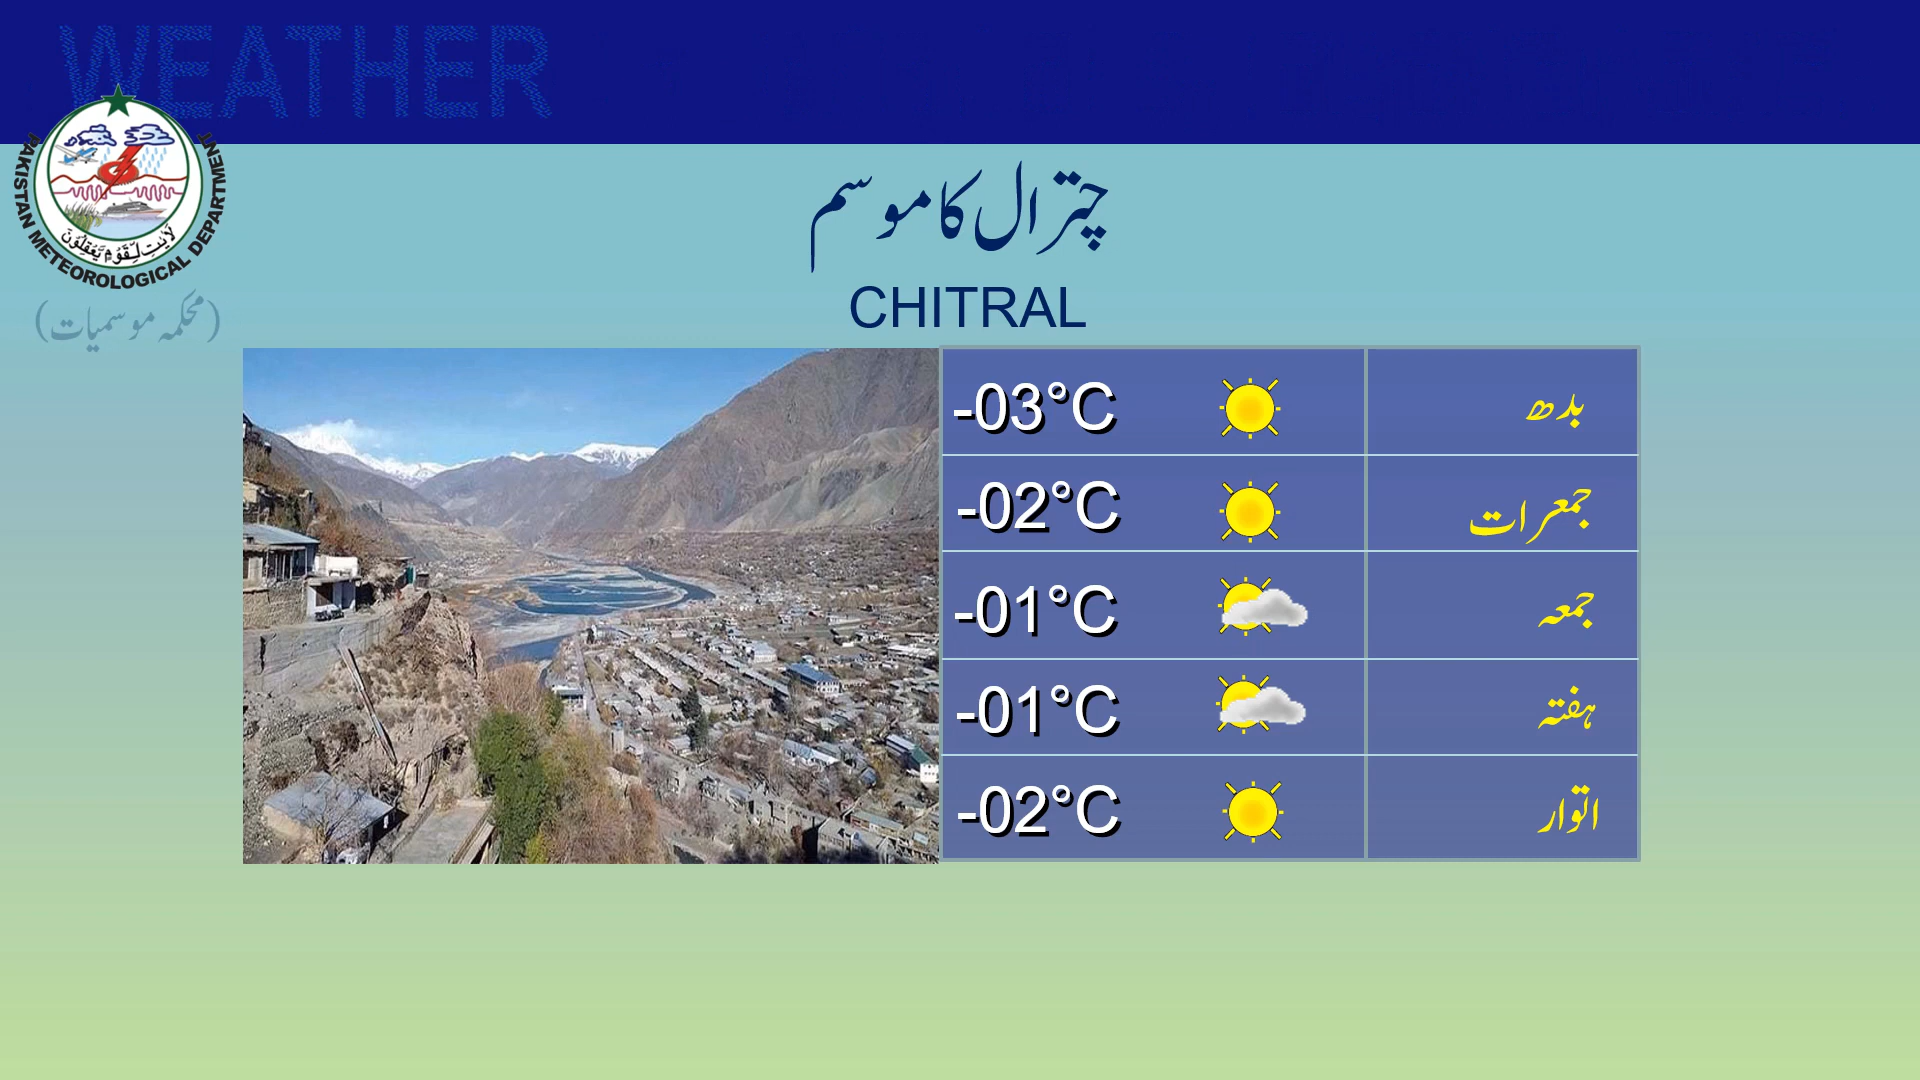 WEATHER
PAKISTAN METEOROLOGICAL DEPARTMENT
لَاٰيٰتٍ لِّقَوْمٍ يَّعْقِلُوْنَ
(محکمہ موسمیات)
چترال کا موسم
CHITRAL
-03°C بدھ
-02°C جمعرات
-01°C جمعہ
-01°C ہفتہ
-02°C اتوار